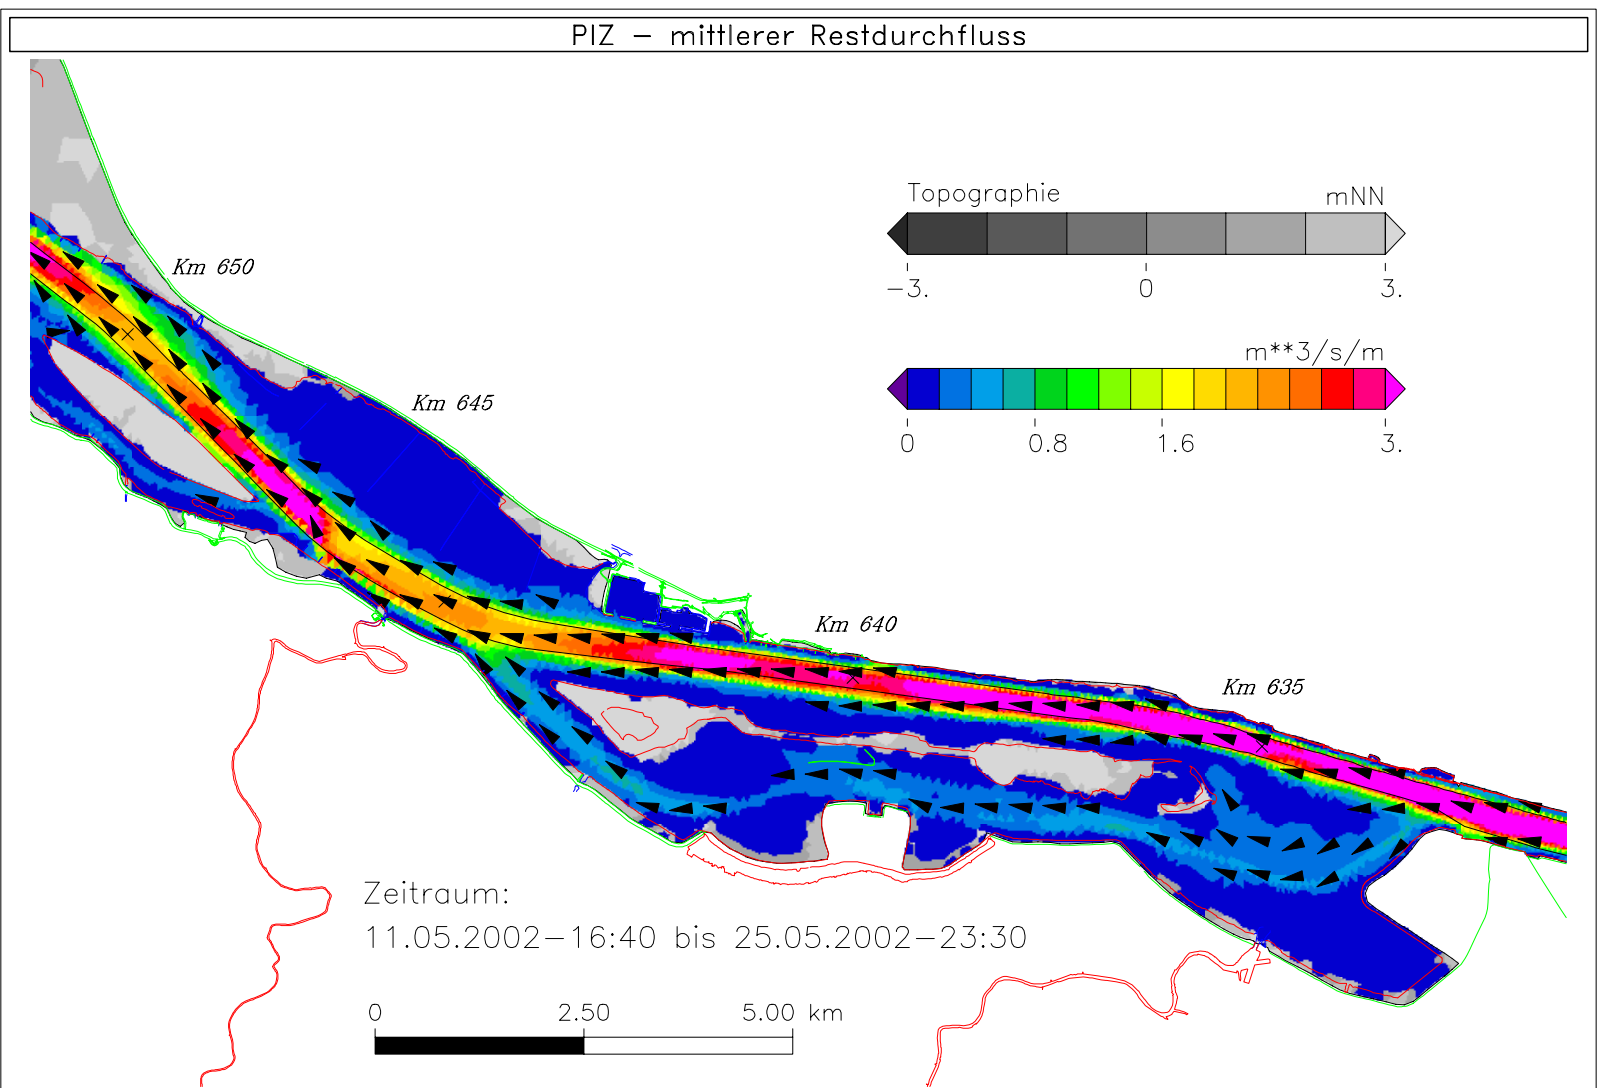 PIZ – mittlerer Restdurchfluss
Topographie mNN
−3. 0 3.
Km 650
m**3/s/m
0 0.8 1.6 3.
Km 645
Km 640
Km 635
Zeitraum:
11.05.2002−16:40 bis 25.05.2002−23:30
0 2.50 5.00 km